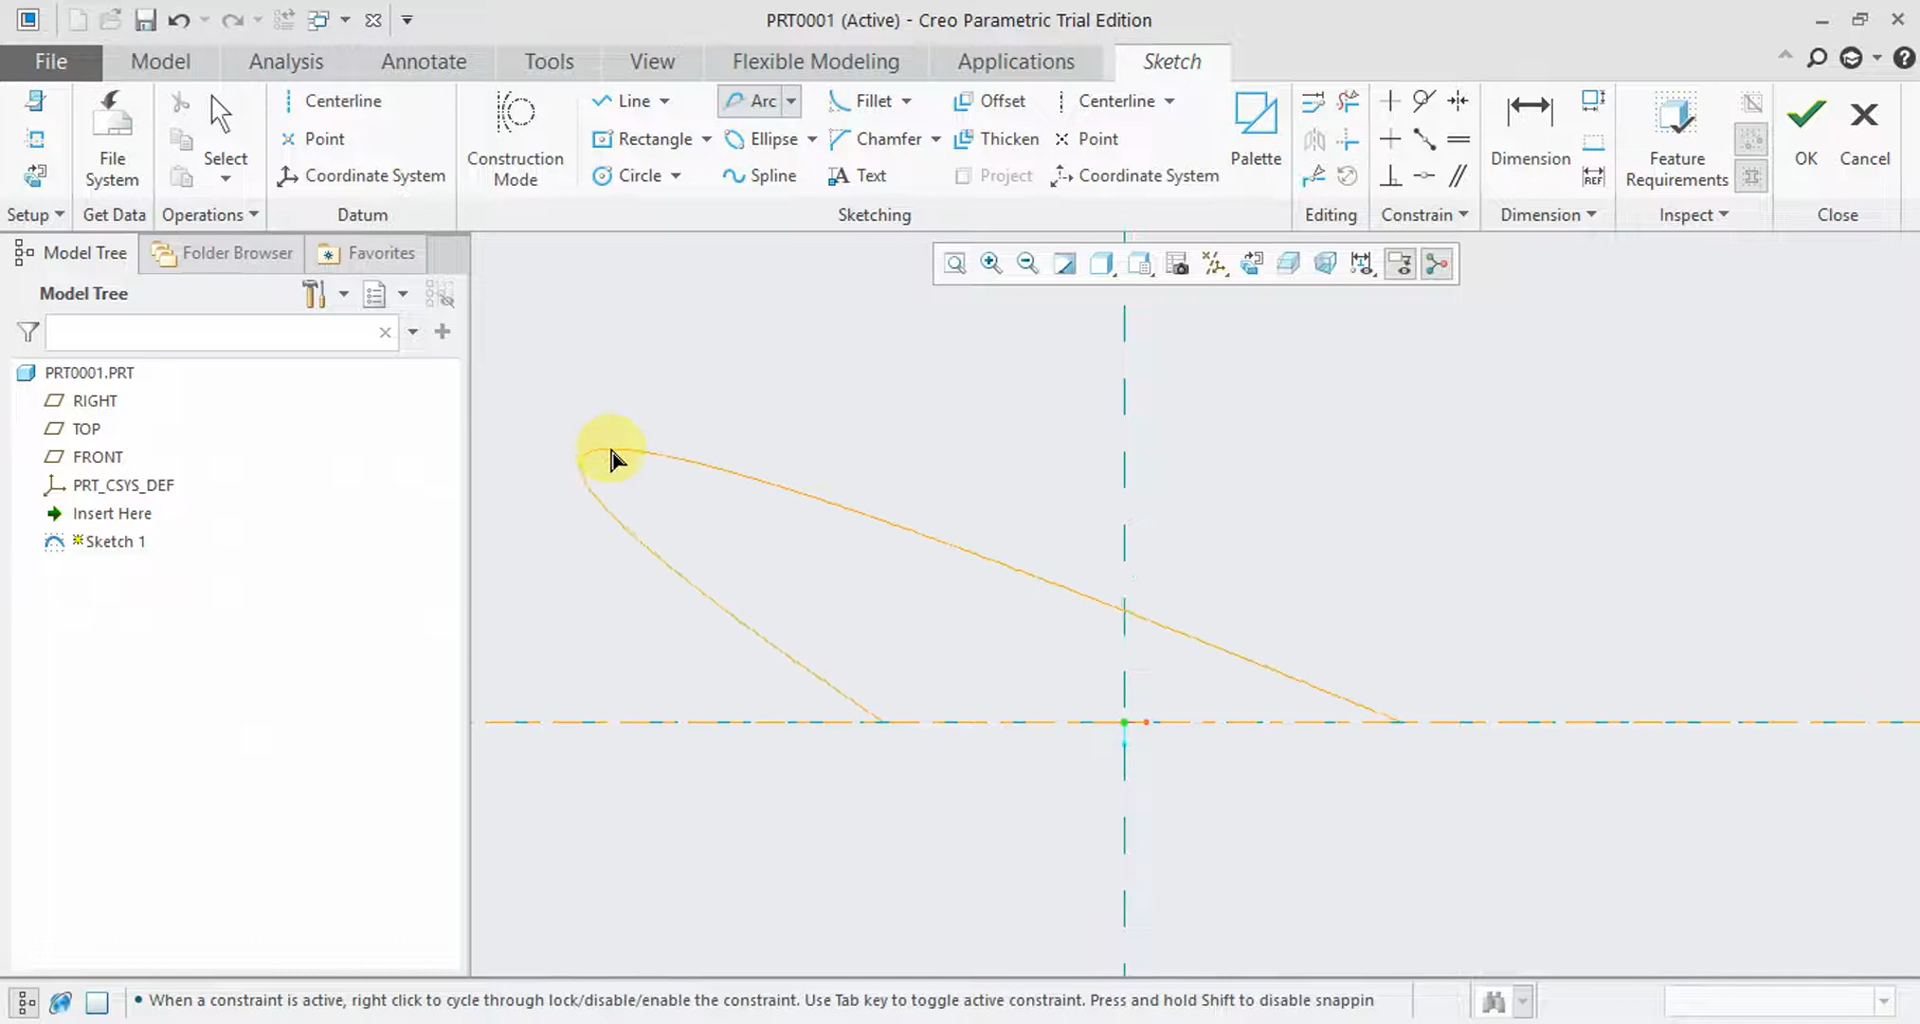 PRT0001 (Active) - Creo Parametric Trial Edition
File Model Analysis Annotate Tools View Flexible Modeling Applications Sketch
Centerline Line Arc Fillet Offset Centerline
Point Rectangle Ellipse Chamfer Thicken Point
File System Select Construction Mode Palette Dimension Feature Requirements OK Cancel
Coordinate System Circle Spline Text Project Coordinate System
REF
Setup Get Data Operations Datum Sketching Editing Constrain Dimension Inspect Close
Model Tree Folder Browser Favorites
Model Tree
PRT0001.PRT
RIGHT
TOP
FRONT
PRT_CSYS_DEF
Insert Here
Sketch 1
• When a constraint is active, right click to cycle through lock/disable/enable the constraint. Use Tab key to toggle active constraint. Press and hold Shift to disable snappin